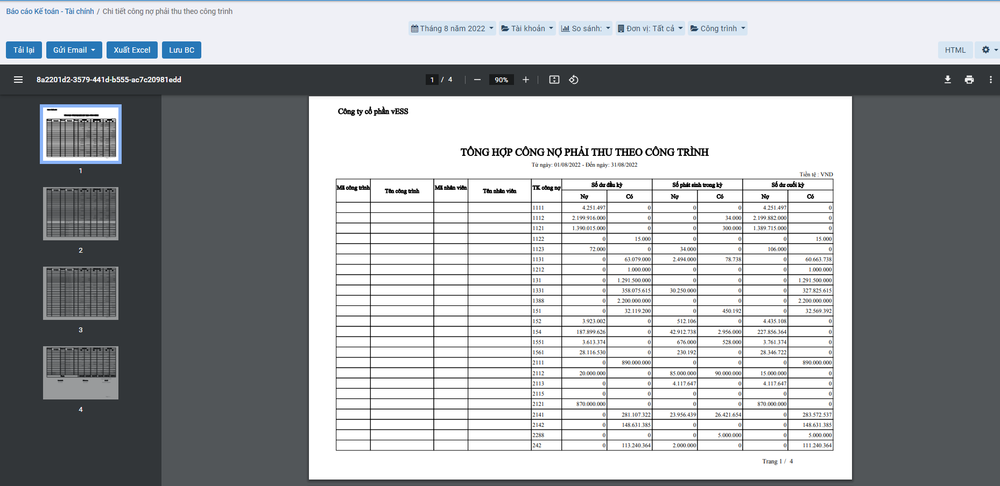 Báo cáo Kế toán - Tài chính / Chi tiết công nợ phải thu theo công trình
Tháng 8 năm 2022 Tài khoản So sánh: Đơn vị: Tất cả Công trình
Tải lại Gửi Email Xuất Excel Lưu BC HTML
8a2201d2-3579-441d-b555-ac7c20981edd 1 / 4 90%
1
2
3
4
Công ty cổ phần vESS
TỔNG HỢP CÔNG NỢ PHẢI THU THEO CÔNG TRÌNH
Từ ngày: 01/08/2022 - Đến ngày: 31/08/2022
Tiền tệ : VND
Mã công trình Tên công trình Mã nhân viên Tên nhân viên TK công nợ Số dư đầu kỳ Số phát sinh trong kỳ Số dư cuối kỳ
Nợ Có Nợ Có Nợ Có
1111 4.251.497 0 0 0 4.251.497 0
1112 2.199.916.000 0 0 34.000 2.199.882.000 0
1121 1.390.015.000 0 0 300.000 1.389.715.000 0
1122 0 15.000 0 0 0 15.000
1123 72.000 0 34.000 0 106.000 0
1131 0 63.079.000 2.494.000 78.738 0 60.663.738
1212 0 1.000.000 0 0 0 1.000.000
131 0 1.291.500.000 0 0 0 1.291.500.000
1331 0 358.075.615 30.250.000 0 0 327.825.615
1388 0 2.200.000.000 0 0 0 2.200.000.000
151 0 32.119.200 0 450.192 0 32.569.392
152 3.923.002 0 512.106 0 4.435.108 0
154 187.899.626 0 42.912.738 2.956.000 227.856.364 0
1551 3.613.374 0 676.000 528.000 3.761.374 0
1561 28.116.530 0 230.192 0 28.346.722 0
2111 0 890.000.000 0 0 0 890.000.000
2112 20.000.000 0 85.000.000 90.000.000 15.000.000 0
2113 0 0 4.117.647 0 4.117.647 0
2115 0 0 0 0 0 0
2121 870.000.000 0 0 0 870.000.000 0
2141 0 281.107.322 23.956.439 26.421.654 0 283.572.537
2142 0 148.631.385 0 0 0 148.631.385
2288 0 0 0 5.000.000 0 5.000.000
242 0 113.240.364 2.000.000 0 0 111.240.364
Trang 1 / 4